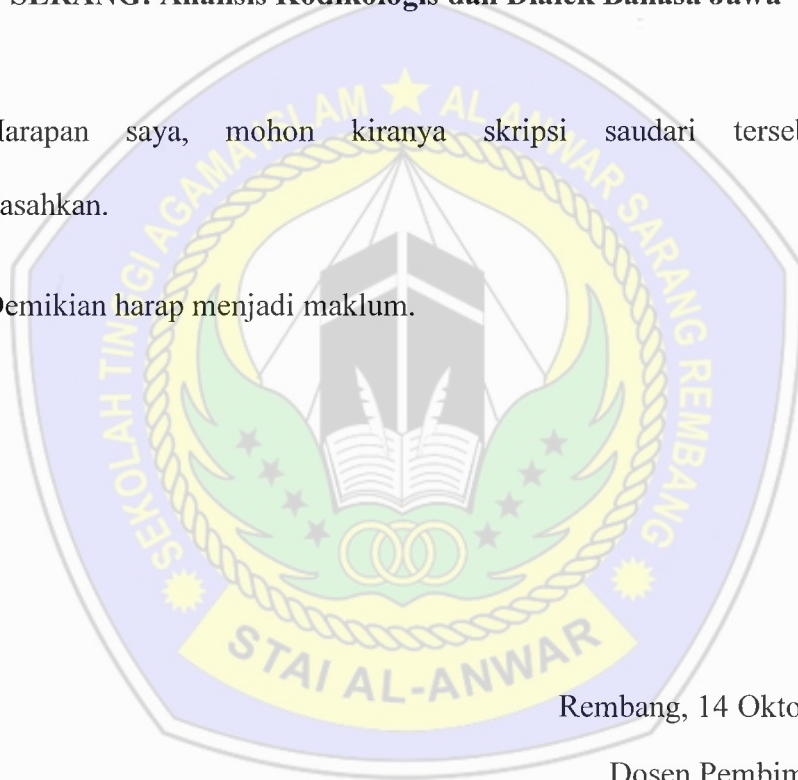 SERANG: Analisis Kodikologis dan Dialek Bahasa Jawa
Harapan saya, mohon kiranya skripsi saudari terseb
asahkan.
Demikian harap menjadi maklum.
SEKOLAH TINGGI AGAMA ISLAM AL-ANWAR SARANG REMBANG
STAI AL-ANWAR
Rembang, 14 Okto
Dosen Pembim